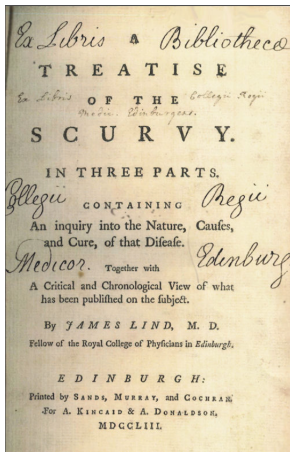 Ex Libris A Bibliotheca
TREATISE
Ex Libris OF THE Collegii Regii
Medic. Edinburgens.
SCURVY.
IN THREE PARTS.
Collegii CONTAINING Regii
An inquiry into the Nature, Cauſes,
and Cure, of that Diſeaſe.
Medicor. Together with Edinburg
A Critical and Chronological View of what
has been publiſhed on the ſubject.
By JAMES LIND, M. D.
Fellow of the Royal College of Phyſicians in Edinburgh.
EDINBURGH:
Printed by SANDS, MURRAY, and COCHRAN.
For A. KINCAID & A. DONALDSON.
MDCCLIII.